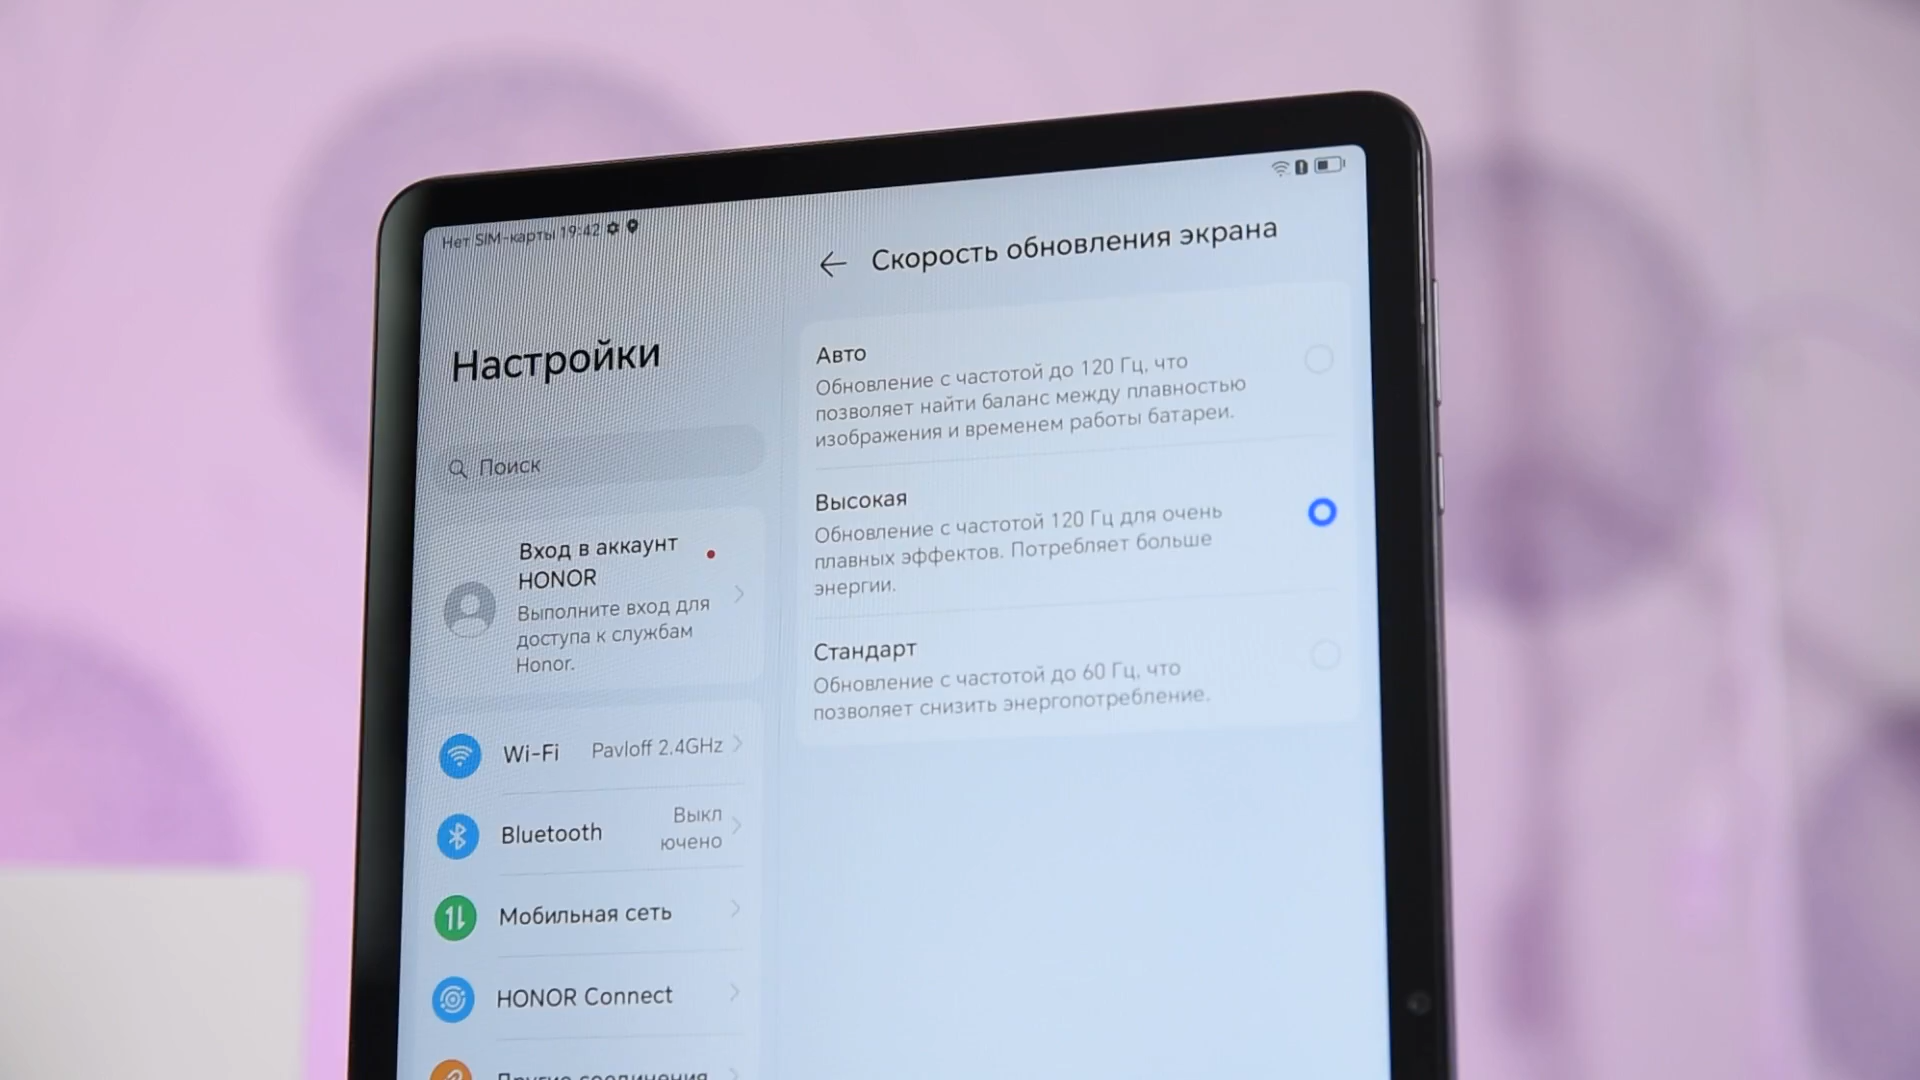 Нет SIM-карты 19:42
Скорость обновления экрана
Настройки
Поиск
Вход в аккаунт
HONOR
Выполните вход для
доступа к службам
Honor.
Wi-Fi Pavloff 2.4GHz
Bluetooth Выкл
ючено
Мобильная сеть
HONOR Connect
Другие соединения
Авто
Обновление с частотой до 120 Гц, что
позволяет найти баланс между плавностью
изображения и временем работы батареи.
Высокая
Обновление с частотой 120 Гц для очень
плавных эффектов. Потребляет больше
энергии.
Стандарт
Обновление с частотой до 60 Гц, что
позволяет снизить энергопотребление.